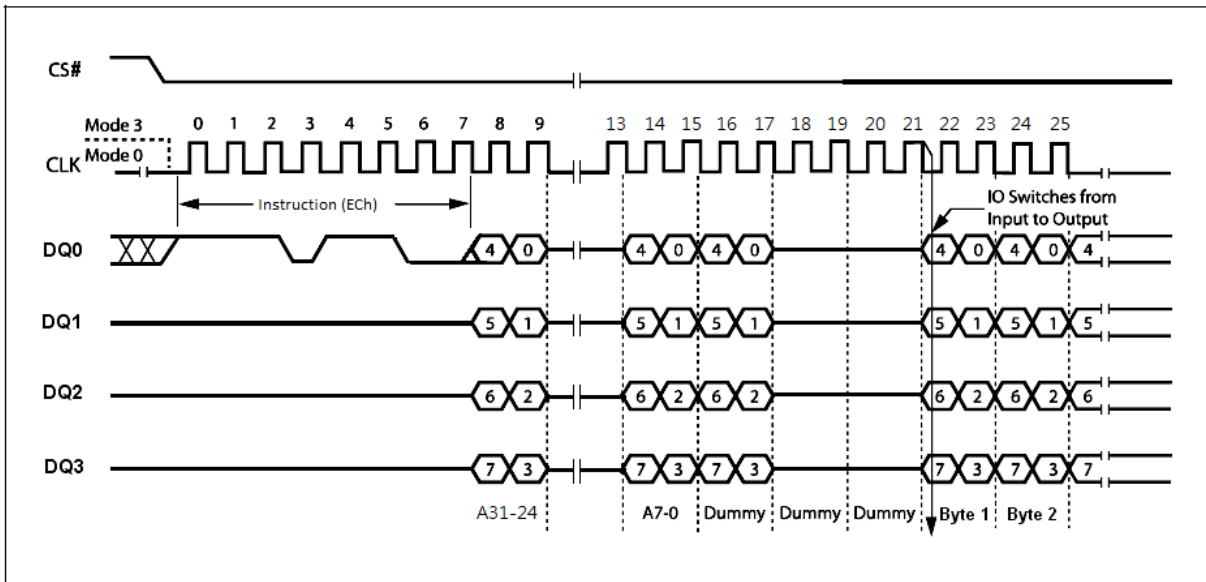 CS#
Mode 3
0 1 2 3 4 5 6 7 8 9 13 14 15 16 17 18 19 20 21 22 23 24 25
CLK
Mode 0
Instruction (ECh)
IO Switches from
Input to Output
DQ0
4 0 4 0 4 0 4 0 4 0 4
DQ1
5 1 5 1 5 1 5 1 5 1 5
DQ2
6 2 6 2 6 2 6 2 6 2 6
DQ3
7 3 7 3 7 3 7 3 7 3 7
A31-24 A7-0 Dummy Dummy Dummy Byte 1 Byte 2